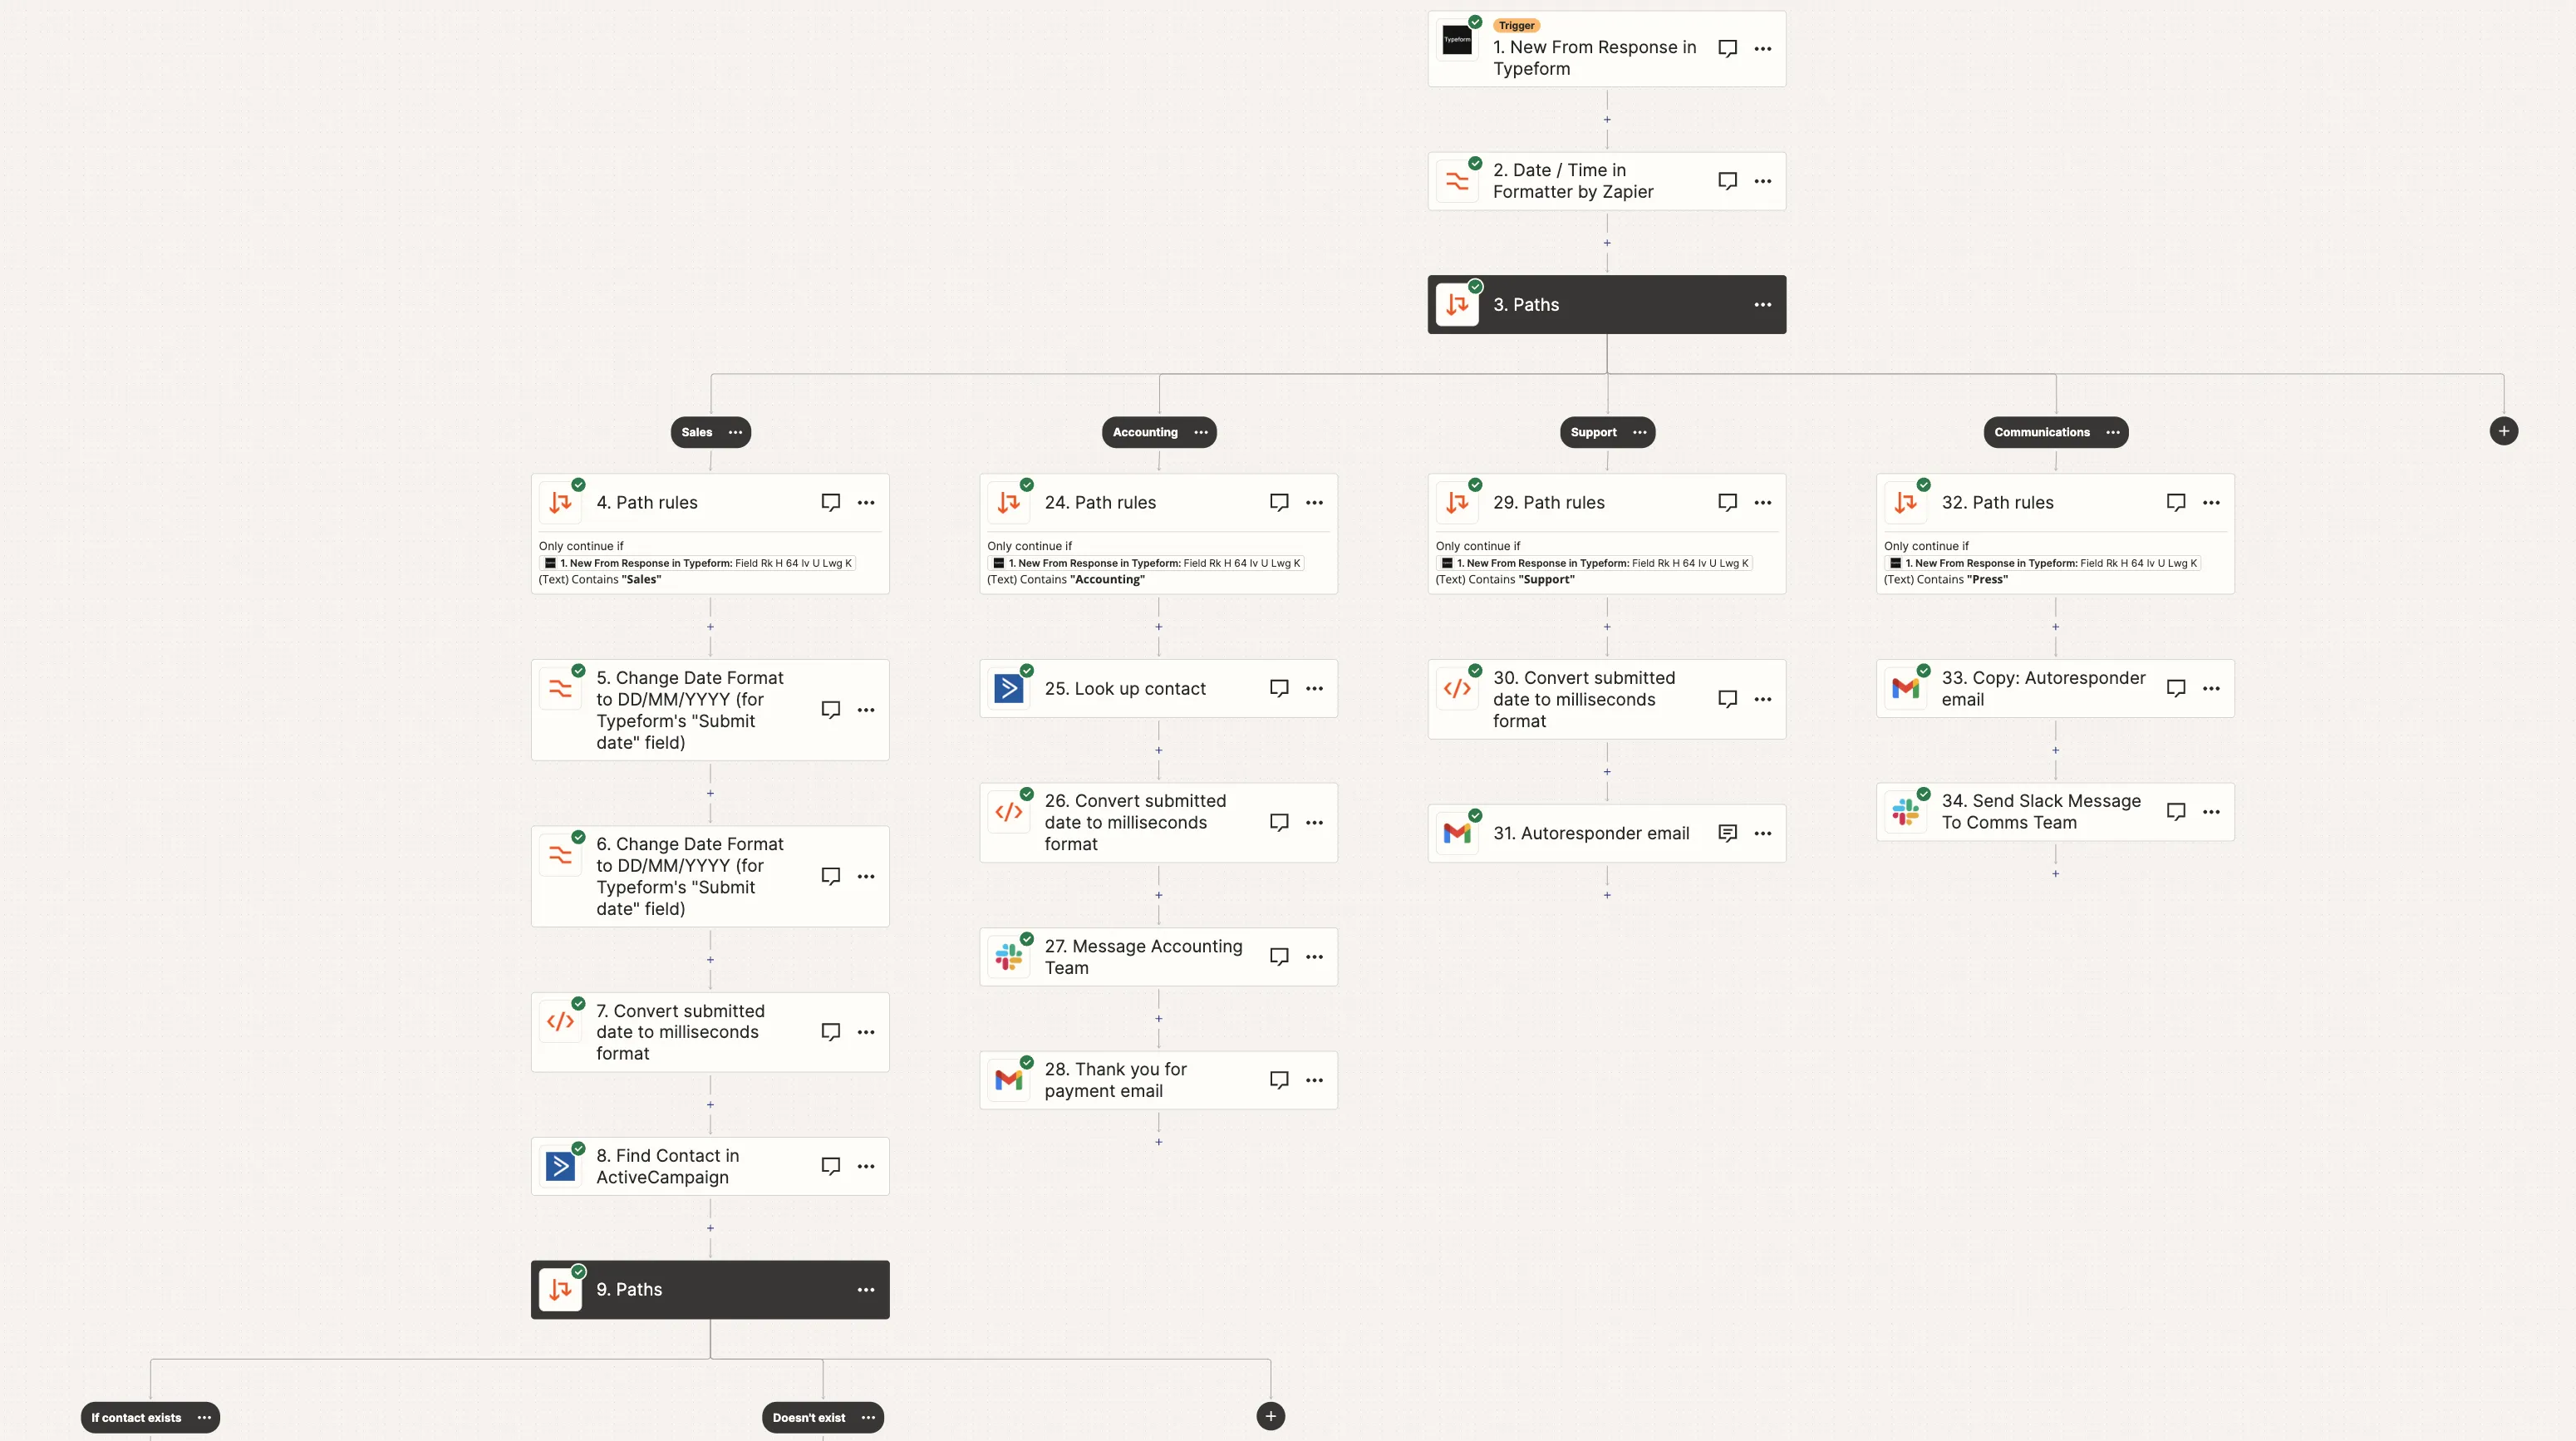 Typeform
Trigger
1. New From Response in
Typeform
2. Date / Time in
Formatter by Zapier
3. Paths
Sales
Accounting
Support
Communications
4. Path rules
Only continue if
1. New From Response in Typeform: Field Rk H 64 Iv U Lwg K
(Text) Contains "Sales"
5. Change Date Format
to DD/MM/YYYY (for
Typeform's "Submit
date" field)
6. Change Date Format
to DD/MM/YYYY (for
Typeform's "Submit
date" field)
7. Convert submitted
date to milliseconds
format
8. Find Contact in
ActiveCampaign
9. Paths
If contact exists
Doesn't exist
24. Path rules
Only continue if
1. New From Response in Typeform: Field Rk H 64 Iv U Lwg K
(Text) Contains "Accounting"
25. Look up contact
26. Convert submitted
date to milliseconds
format
27. Message Accounting
Team
28. Thank you for
payment email
29. Path rules
Only continue if
1. New From Response in Typeform: Field Rk H 64 Iv U Lwg K
(Text) Contains "Support"
30. Convert submitted
date to milliseconds
format
31. Autoresponder email
32. Path rules
Only continue if
1. New From Response in Typeform: Field Rk H 64 Iv U Lwg K
(Text) Contains "Press"
33. Copy: Autoresponder
email
34. Send Slack Message
To Comms Team